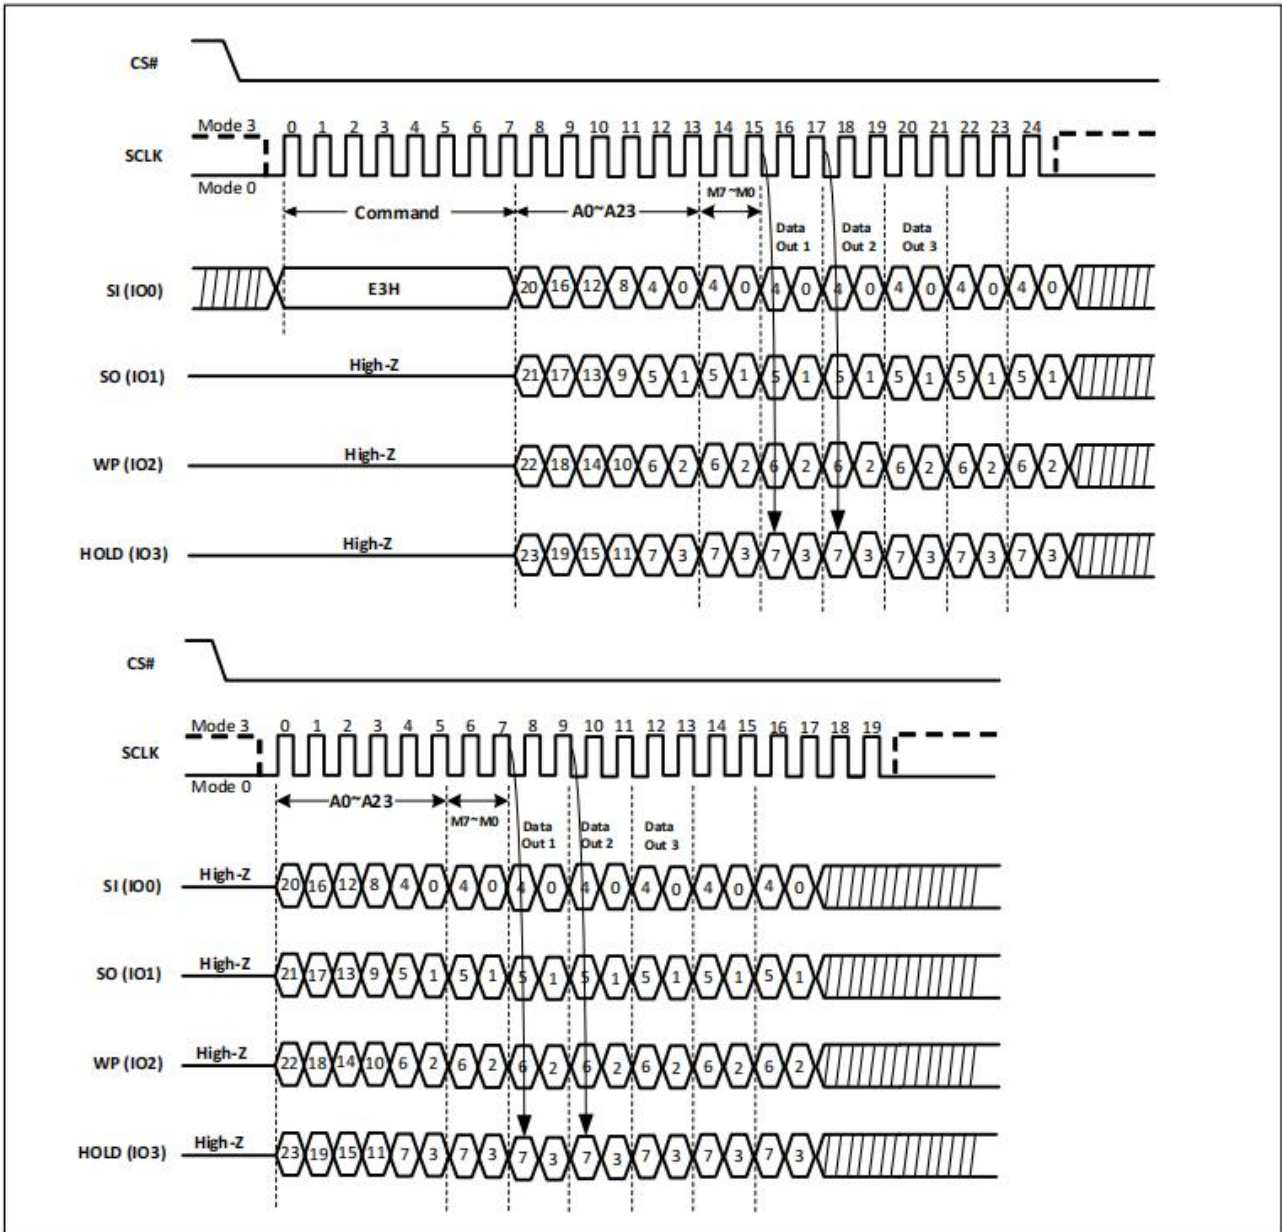 CS#
Mode 3 0 1 2 3 4 5 6 7 8 9 10 11 12 13 14 15 16 17 18 19 20 21 22 23 24
SCLK
Mode 0
Command A0~A23 M7~M0
Data Out 1 Data Out 2 Data Out 3
SI (IO0) E3H 20 16 12 8 4 0 4 0 4 0 4 0 4 0 4 0 4 0
SO (IO1) High-Z 21 17 13 9 5 1 5 1 5 1 5 1 5 1 5 1 5 1
WP (IO2) High-Z 22 18 14 10 6 2 6 2 6 2 6 2 6 2 6 2 6 2
HOLD (IO3) High-Z 23 19 15 11 7 3 7 3 7 3 7 3 7 3 7 3 7 3
CS#
Mode 3 0 1 2 3 4 5 6 7 8 9 10 11 12 13 14 15 16 17 18 19
SCLK
Mode 0
A0~A23 M7~M0
Data Out 1 Data Out 2 Data Out 3
SI (IO0) High-Z 20 16 12 8 4 0 4 0 4 0 4 0 4 0 4 0 4 0
SO (IO1) High-Z 21 17 13 9 5 1 5 1 5 1 5 1 5 1 5 1 5 1
WP (IO2) High-Z 22 18 14 10 6 2 6 2 6 2 6 2 6 2 6 2 6 2
HOLD (IO3) High-Z 23 19 15 11 7 3 7 3 7 3 7 3 7 3 7 3 7 3